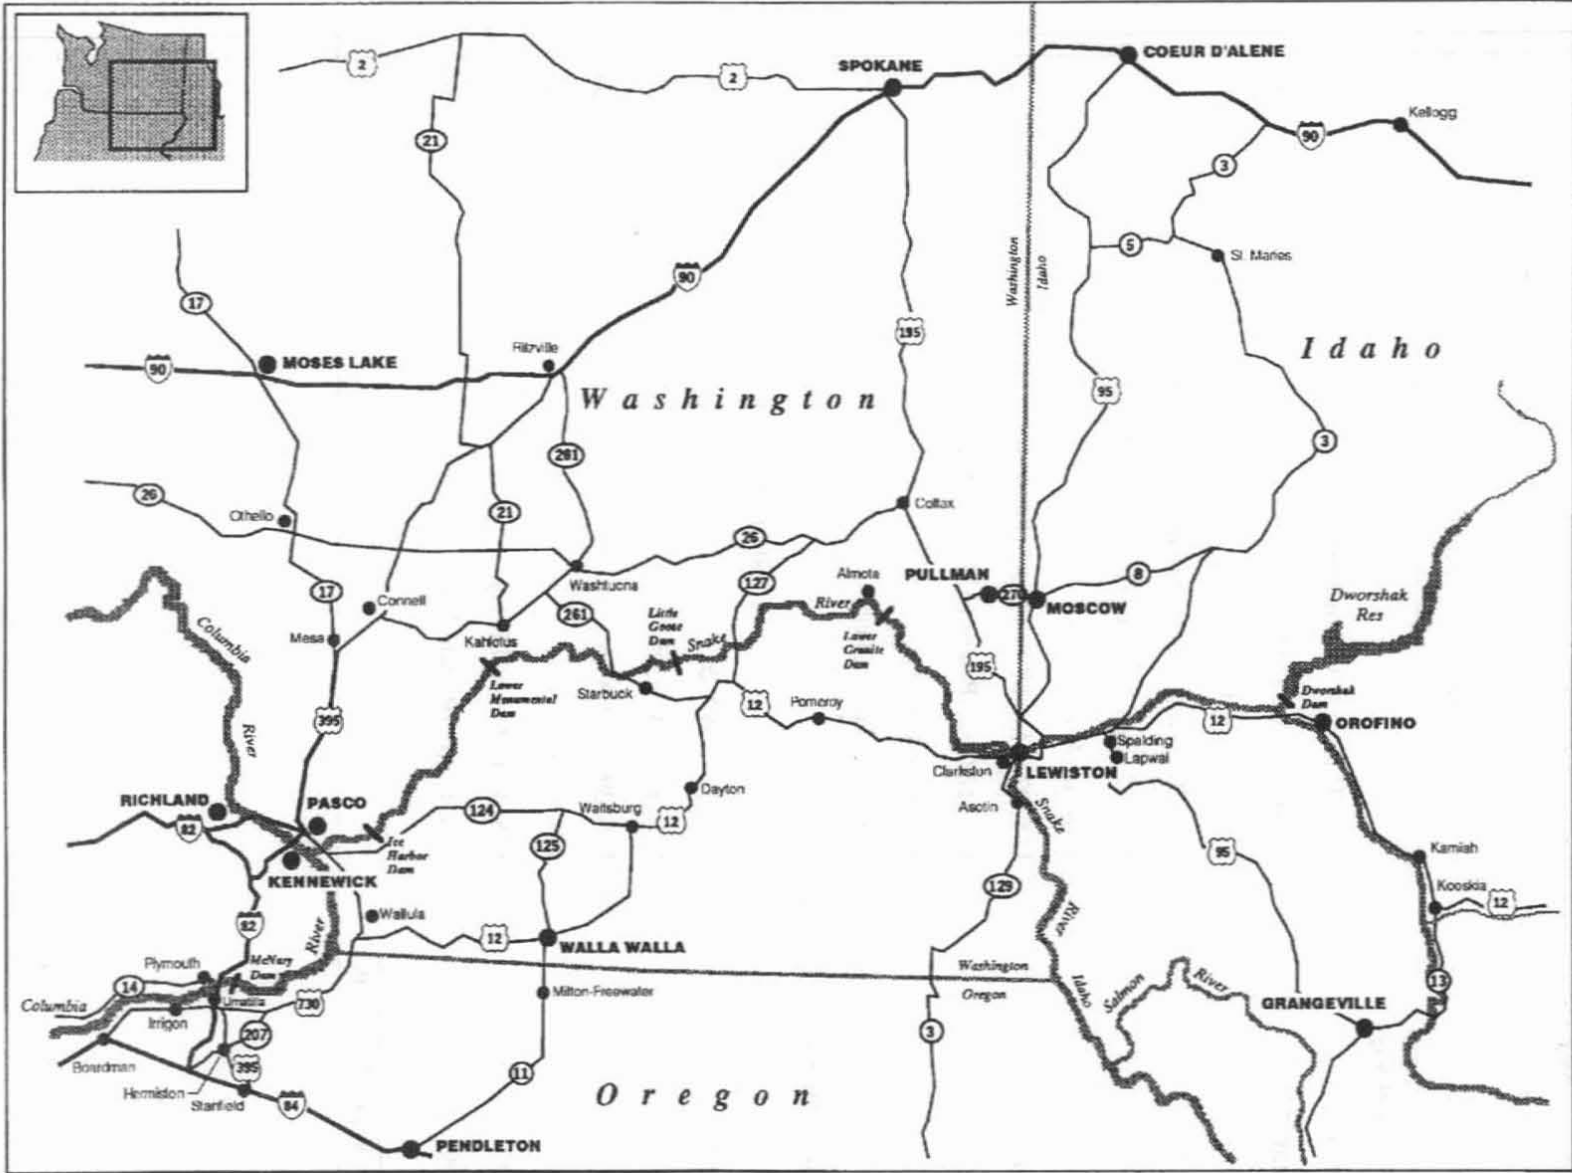 COEUR D'ALENE
SPOKANE
2
2
Kellogg
90
21
3
5
St. Maries
Washington
Idaho
90
17
195
Idaho
Ritzville
MOSES LAKE
90
Washington
95
3
261
26
Othello
21
Colfax
26
Washtucna
127
Almota
PULLMAN
270
MOSCOW
8
Dworshak
Res
17
Connell
261
Little
Goose
Dam
Snake
River
Lower
Granite
Dam
Columbia
River
Mesa
Kahlotus
Lower
Monumental
Dam
Starbuck
195
12
Pomeroy
Dworshak
Dam
12
OROFINO
395
Spalding
Lapwai
Clarkston
LEWISTON
Asotin
Snake
River
RICHLAND
PASCO
82
124
Waitsburg
12
Dayton
125
Ice
Harbor
Dam
KENNEWICK
95
Kamiah
Kooskia
12
129
Wallula
82
12
WALLA WALLA
River
McNary
Dam
Plymouth
14
Columbia
Umatilla
730
Irrigon
207
Milton-Freewater
Washington
Oregon
Idaho
Salmon
River
13
GRANGEVILLE
3
Boardman
395
Hermiston
Stanfield
84
11
Oregon
PENDLETON